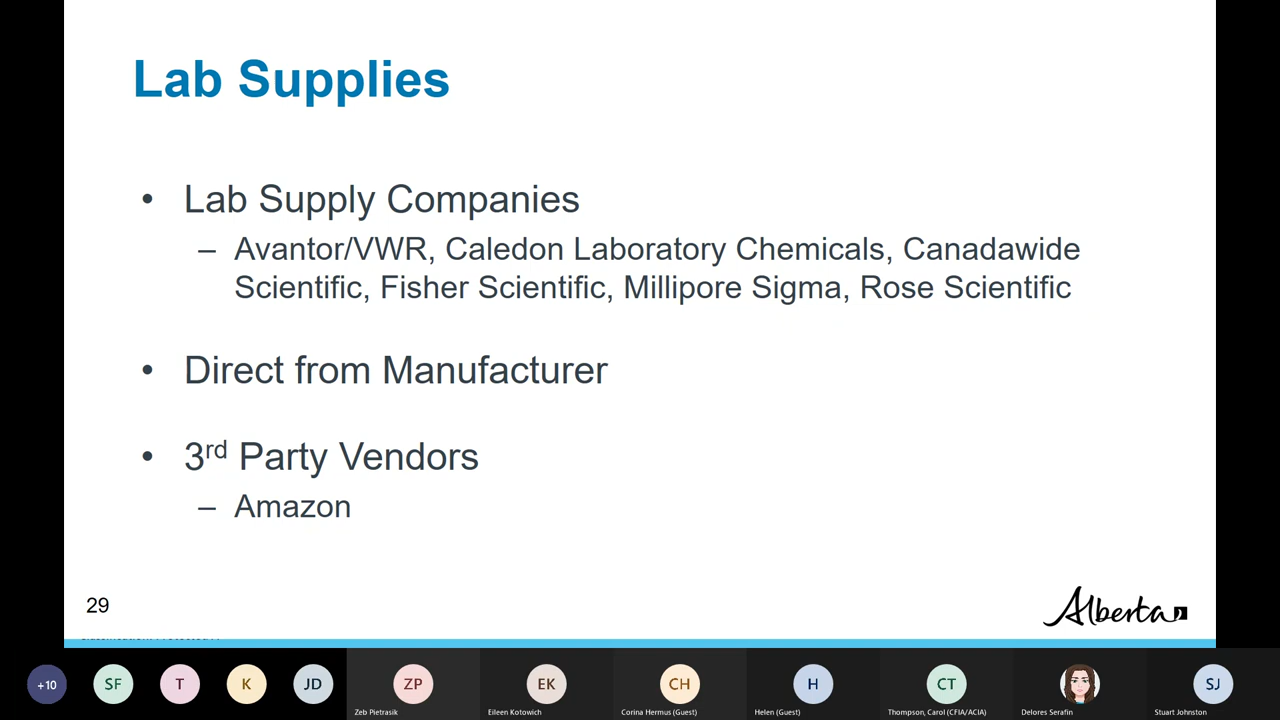 Lab Supplies
• Lab Supply Companies
– Avantor/VWR, Caledon Laboratory Chemicals, Canadawide
Scientific, Fisher Scientific, Millipore Sigma, Rose Scientific
• Direct from Manufacturer
• 3rd Party Vendors
– Amazon
29
Alberta
+10
SF
T
K
JD
ZP
EK
CH
H
CT
SJ
Zeb Pietrasik
Eileen Kotowich
Corina Hermus (Guest)
Helen (Guest)
Thompson, Carol (CFIA/ACIA)
Delores Serafin
Stuart Johnston